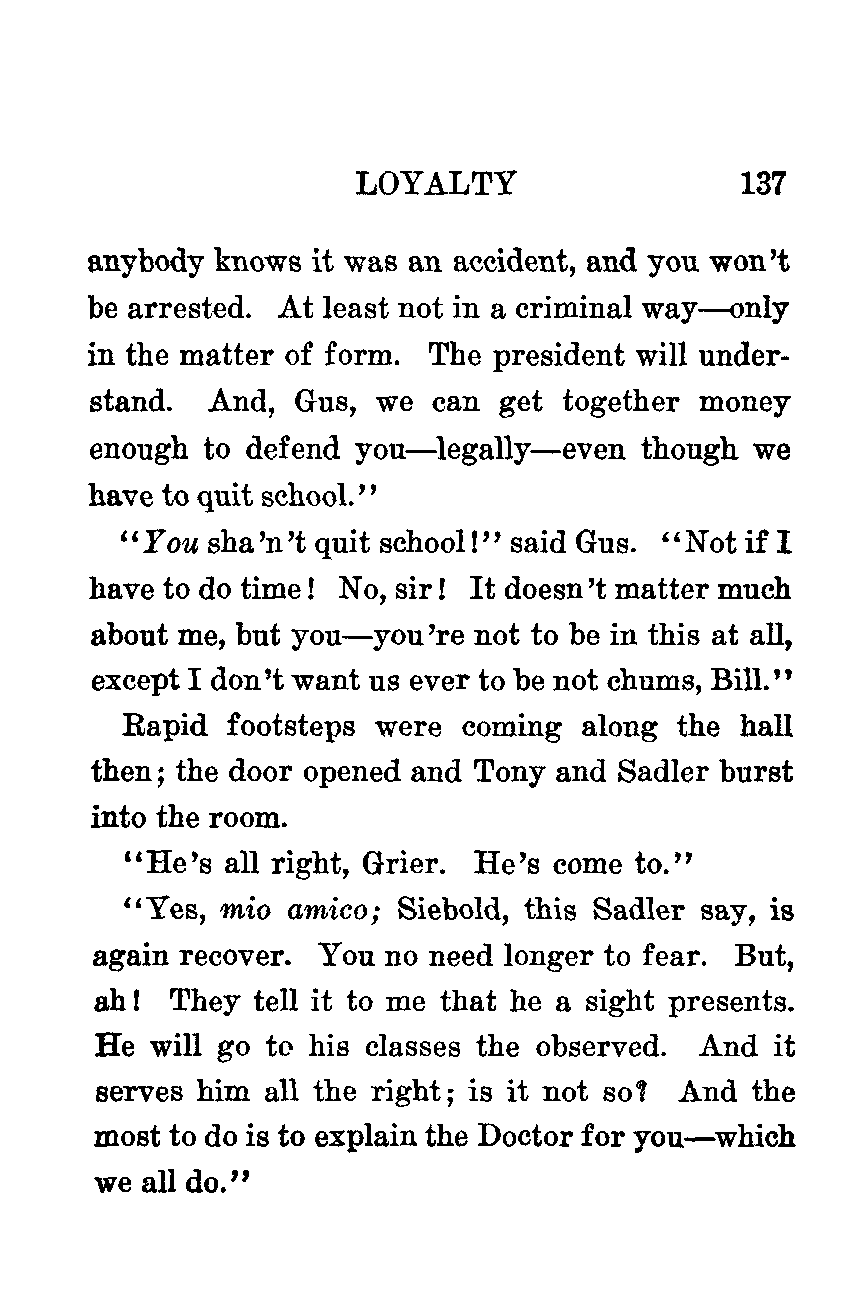 LOYALTY 137
anybody knows it was an accident, and you won't
be arrested. At least not in a criminal way—only
in the matter of form. The president will under-
stand. And, Gus, we can get together money
enough to defend you—legally—even though we
have to quit school."
"You sha'n't quit school!" said Gus. "Not if I
have to do time! No, sir! It doesn't matter much
about me, but you—you're not to be in this at all,
except I don't want us ever to be not chums, Bill."
Rapid footsteps were coming along the hall
then; the door opened and Tony and Sadler burst
into the room.
"He's all right, Grier. He's come to."
"Yes, mio amico; Siebold, this Sadler say, is
again recover. You no need longer to fear. But,
ah! They tell it to me that he a sight presents.
He will go to his classes the observed. And it
serves him all the right; is it not so? And the
most to do is to explain the Doctor for you—which
we all do."